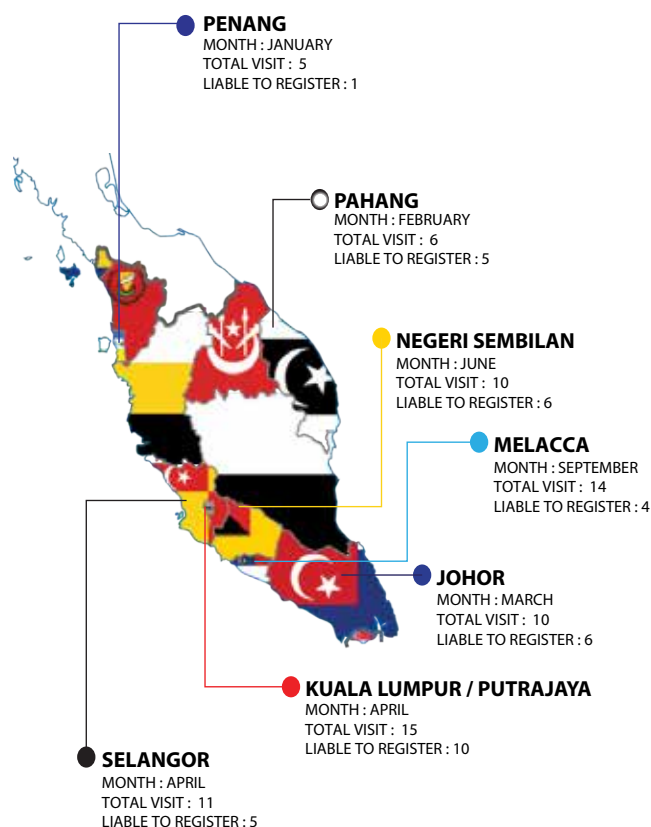 PENANG
MONTH : JANUARY
TOTAL VISIT : 5
LIABLE TO REGISTER : 1
PAHANG
MONTH : FEBRUARY
TOTAL VISIT : 6
LIABLE TO REGISTER : 5
NEGERI SEMBILAN
MONTH : JUNE
TOTAL VISIT : 10
LIABLE TO REGISTER : 6
MELACCA
MONTH : SEPTEMBER
TOTAL VISIT : 14
LIABLE TO REGISTER : 4
JOHOR
MONTH : MARCH
TOTAL VISIT : 10
LIABLE TO REGISTER : 6
KUALA LUMPUR / PUTRAJAYA
MONTH : APRIL
TOTAL VISIT : 15
LIABLE TO REGISTER : 10
SELANGOR
MONTH : APRIL
TOTAL VISIT : 11
LIABLE TO REGISTER : 5